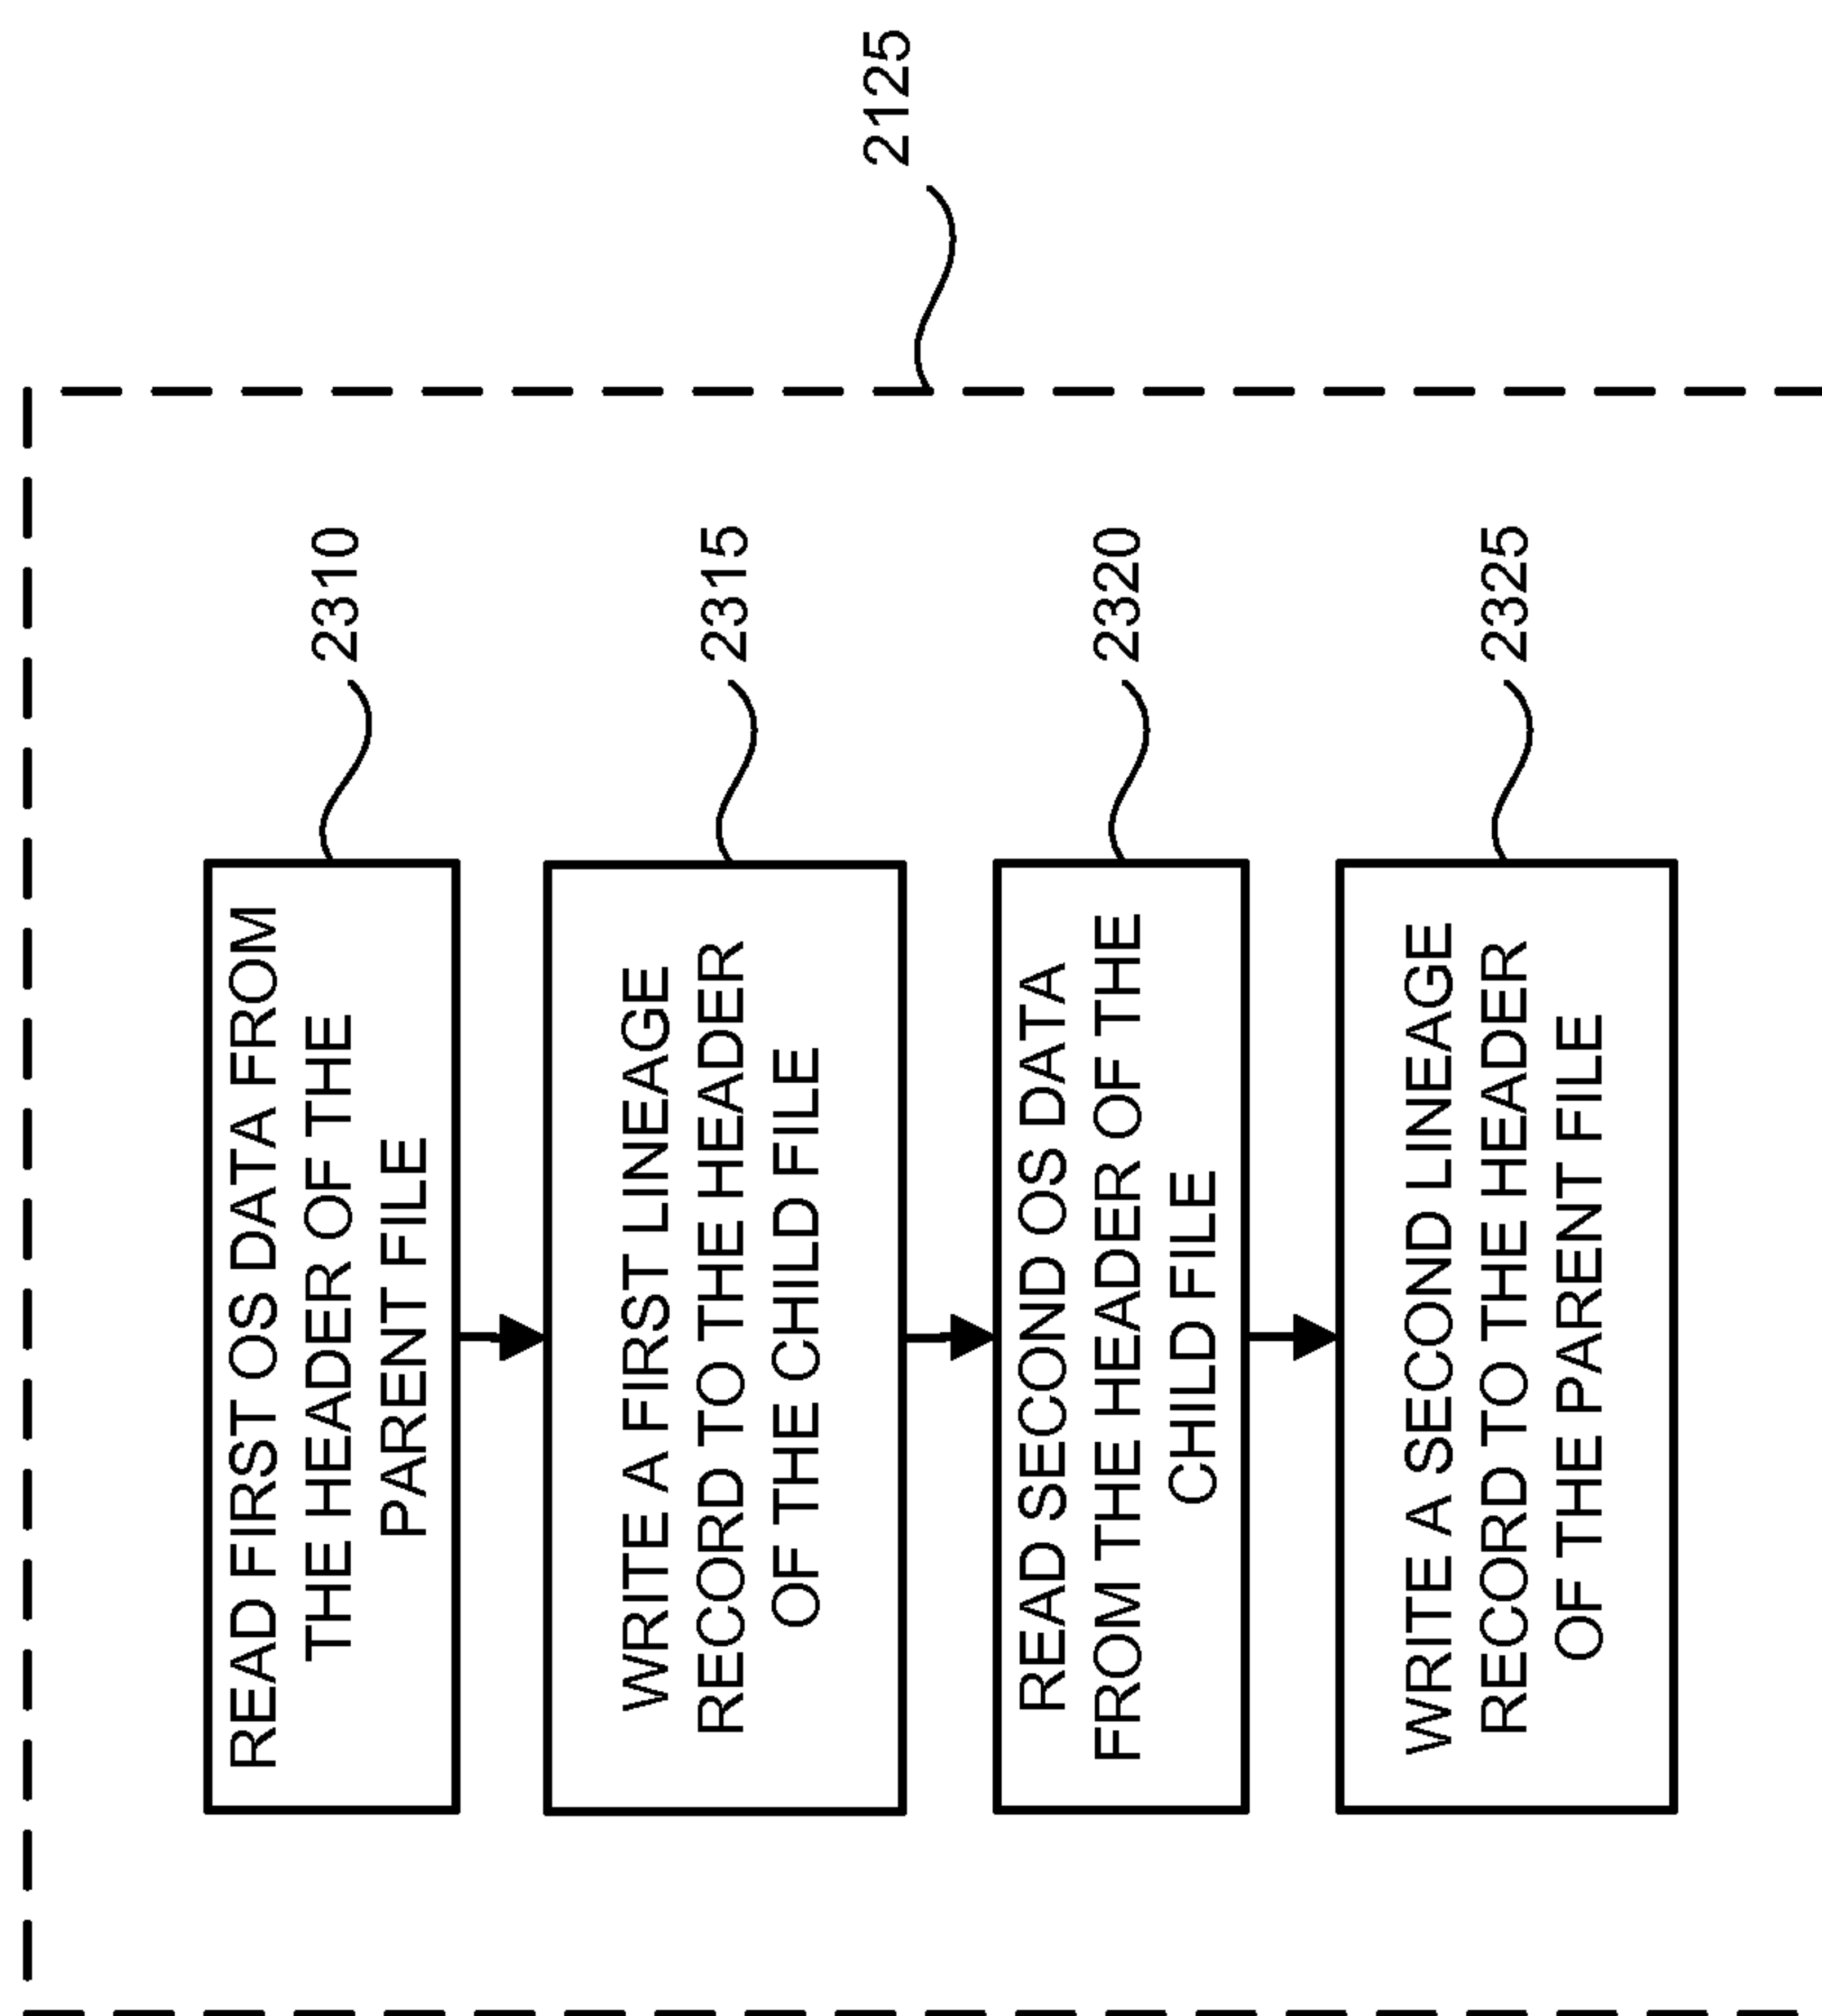 2125
2310
READ FIRST OS DATA FROM
THE HEADER OF THE
PARENT FILE
2315
WRITE A FIRST LINEAGE
RECORD TO THE HEADER
OF THE CHILD FILE
2320
READ SECOND OS DATA
FROM THE HEADER OF THE
CHILD FILE
2325
WRITE A SECOND LINEAGE
RECORD TO THE HEADER
OF THE PARENT FILE